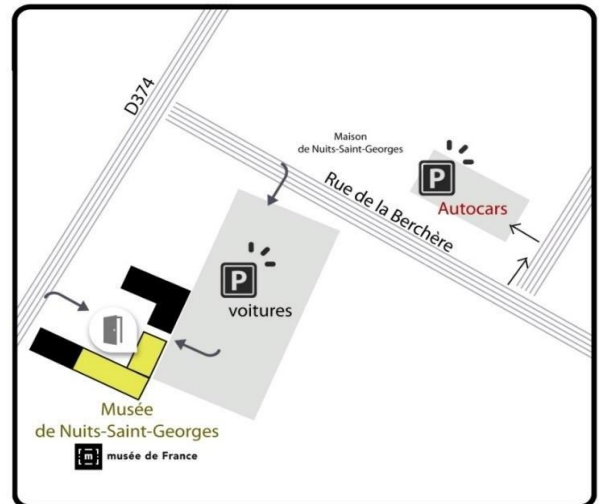 D374
Maison
de Nuits-Saint-Georges
P
Autocars
Rue de la Berchère
P
voitures
Musée
de Nuits-Saint-Georges
m musée de France